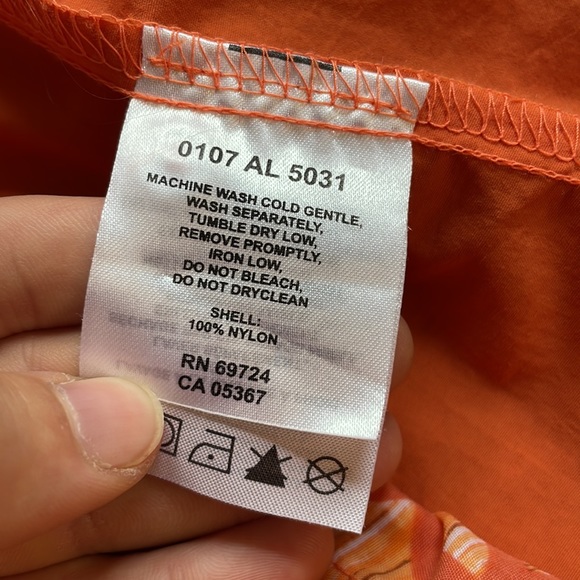 0107 AL 5031
MACHINE WASH COLD GENTLE,
WASH SEPARATELY,
TUMBLE DRY LOW,
REMOVE PROMPTLY,
IRON LOW,
DO NOT BLEACH,
DO NOT DRYCLEAN
SHELL:
100% NYLON
RN 69724
CA 05367